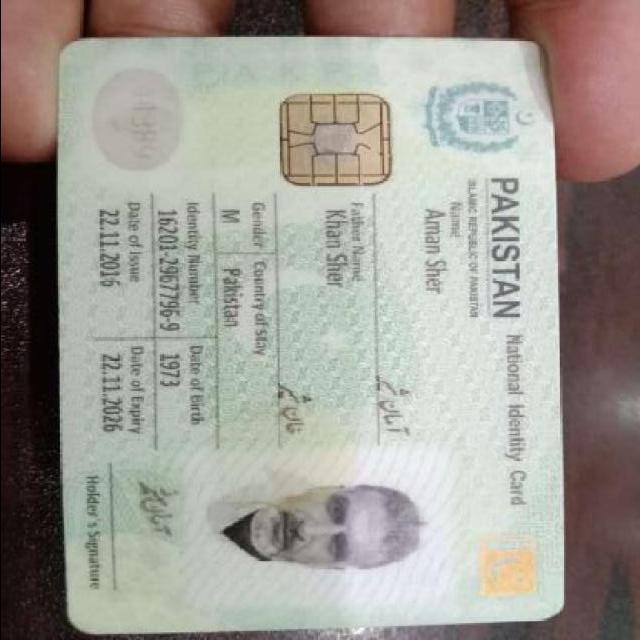 PAKISTAN National Identity Card
ISLAMIC REPUBLIC OF PAKISTAN
Name
Aman Sher
Father Name
Khan Sher
Gender Country of Stay
M Pakistan
Identity Number Date of Birth
16201-2967796-9 1973
Date of Issue Date of Expiry
22.11.2016 22.11.2026
Holder's Signature